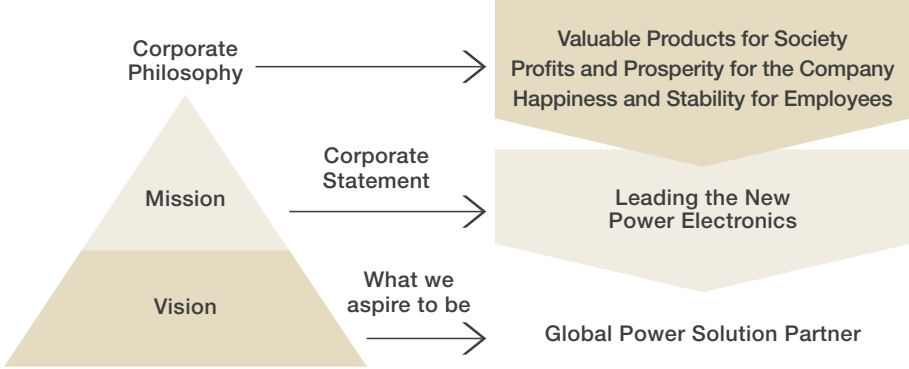 Corporate
Philosophy
Valuable Products for Society
Profits and Prosperity for the Company
Happiness and Stability for Employees
Mission
Corporate
Statement
Leading the New
Power Electronics
Vision
What we
aspire to be
Global Power Solution Partner